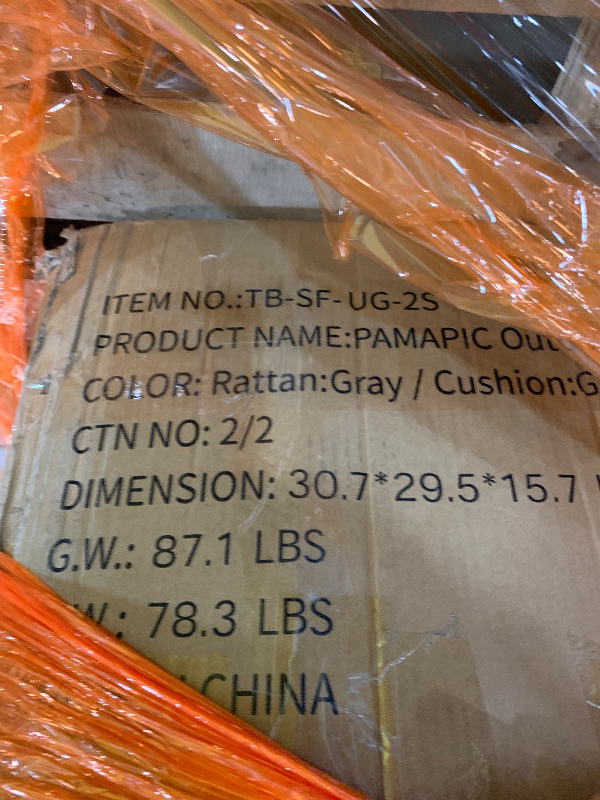 ITEM NO.:TB-SF-UG-2S
PRODUCT NAME:PAMAPIC
COLOR: Rattan:Gray / Cushion:G
CTN NO: 2/2
DIMENSION: 30.7*29.5*15.7
G.W.: 87.1 LBS
W.: 78.3 LBS
CHINA